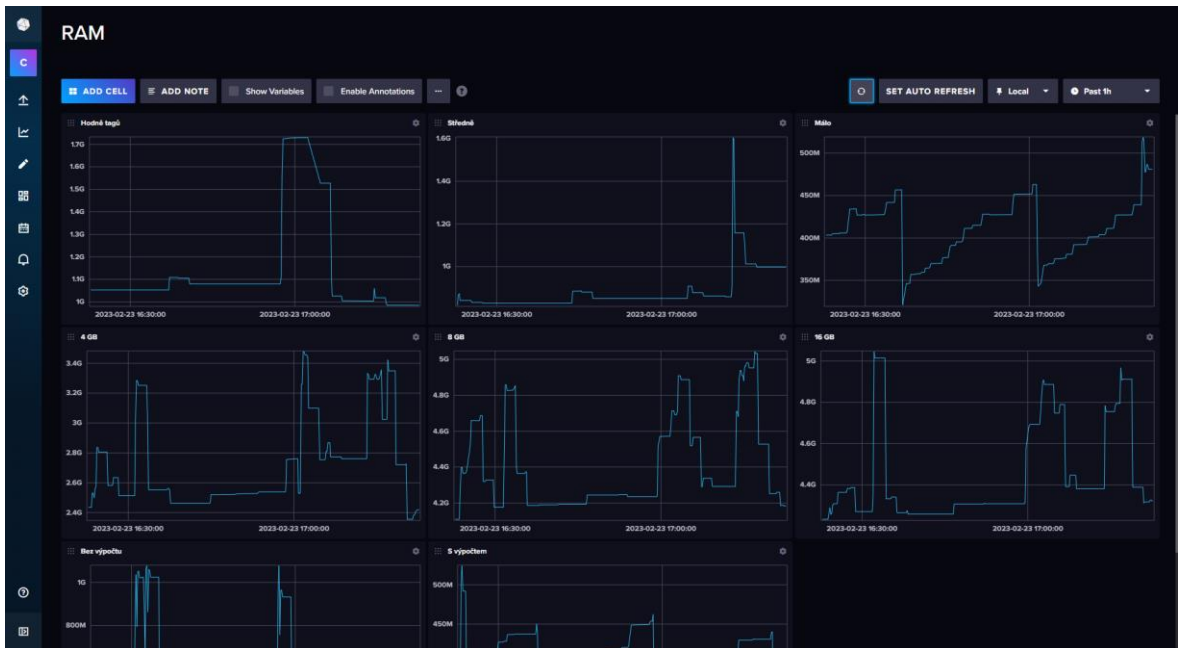 RAM
C
ADD CELL ADD NOTE Show Variables Enable Annotations ... ? SET AUTO REFRESH Local Past 1h
Hodně tagů
1.7G
1.6G
1.5G
1.4G
1.3G
1.2G
1.1G
1G
2023-02-23 16:30:00 2023-02-23 17:00:00
Středně
1.6G
1.4G
1.2G
1G
2023-02-23 16:30:00 2023-02-23 17:00:00
Málo
500M
450M
400M
350M
2023-02-23 16:30:00 2023-02-23 17:00:00
4 GB
3.4G
3.2G
3G
2.8G
2.6G
2.4G
2023-02-23 16:30:00 2023-02-23 17:00:00
8 GB
5G
4.8G
4.6G
4.4G
4.2G
2023-02-23 16:30:00 2023-02-23 17:00:00
16 GB
5G
4.8G
4.6G
4.4G
2023-02-23 16:30:00 2023-02-23 17:00:00
Bez výpočtu
1G
800M
S výpočtem
500M
450M
?